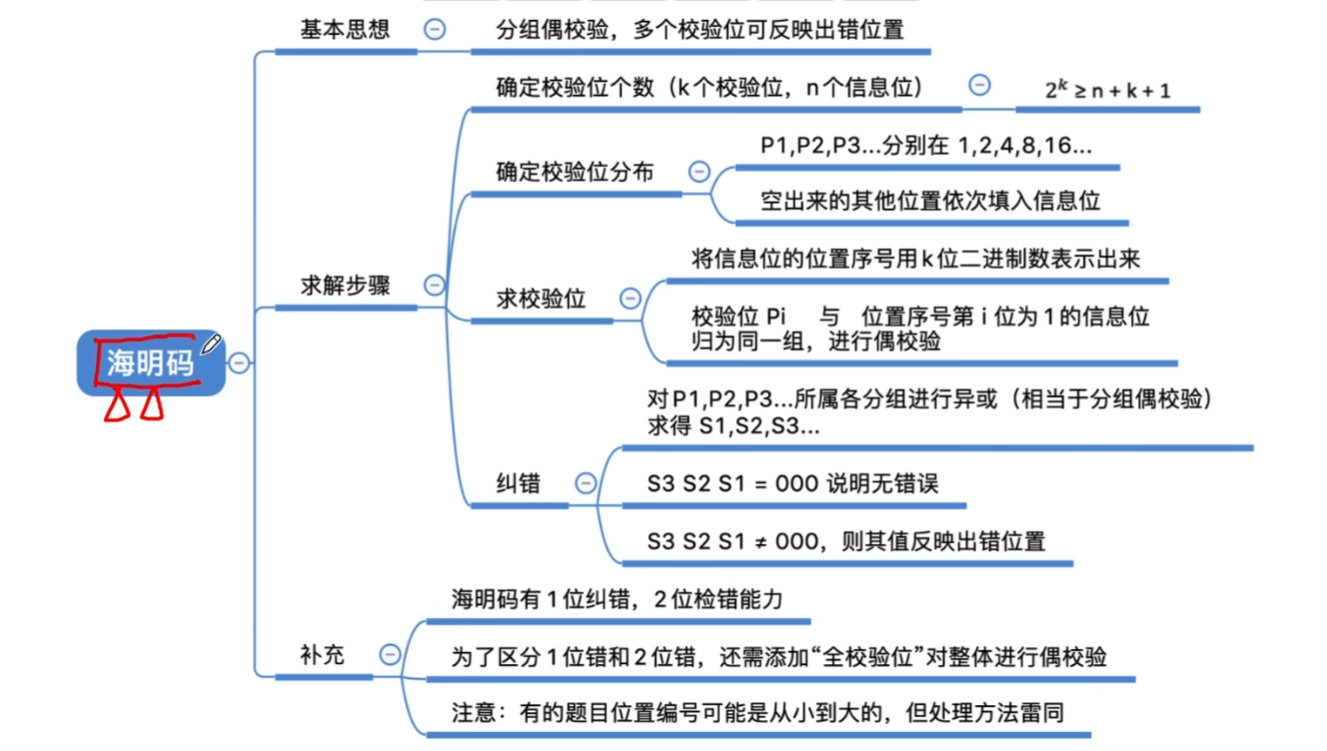 海明码
基本思想
分组偶校验，多个校验位可反映出错位置
求解步骤
确定校验位个数（k个校验位，n个信息位）
2^k ≥ n + k + 1
确定校验位分布
P1,P2,P3...分别在 1,2,4,8,16...
空出来的其他位置依次填入信息位
求校验位
将信息位的位置序号用k位二进制数表示出来
校验位 Pi 与 位置序号第 i 位为1的信息位
归为同一组，进行偶校验
纠错
对P1,P2,P3...所属各分组进行异或（相当于分组偶校验）
求得 S1,S2,S3...
S3 S2 S1 = 000 说明无错误
S3 S2 S1 ≠ 000，则其值反映出错位置
补充
海明码有1位纠错，2位检错能力
为了区分1位错和2位错，还需添加“全校验位”对整体进行偶校验
注意：有的题目位置编号可能是从小到大的，但处理方法雷同